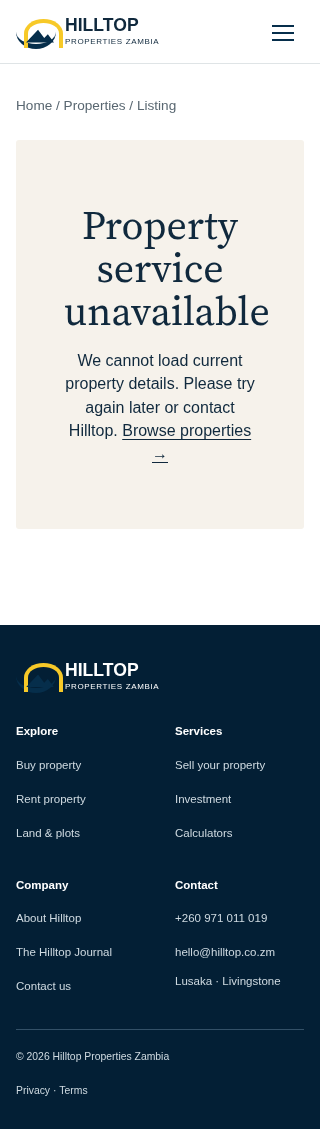 HILLTOP
PROPERTIES ZAMBIA
Home / Properties / Listing
Property
service
unavailable
We cannot load current
property details. Please try
again later or contact
Hilltop. Browse properties
→
HILLTOP
PROPERTIES ZAMBIA
Explore
Buy property
Rent property
Land & plots
Services
Sell your property
Investment
Calculators
Company
About Hilltop
The Hilltop Journal
Contact us
Contact
+260 971 011 019
hello@hilltop.co.zm
Lusaka · Livingstone
© 2026 Hilltop Properties Zambia
Privacy · Terms